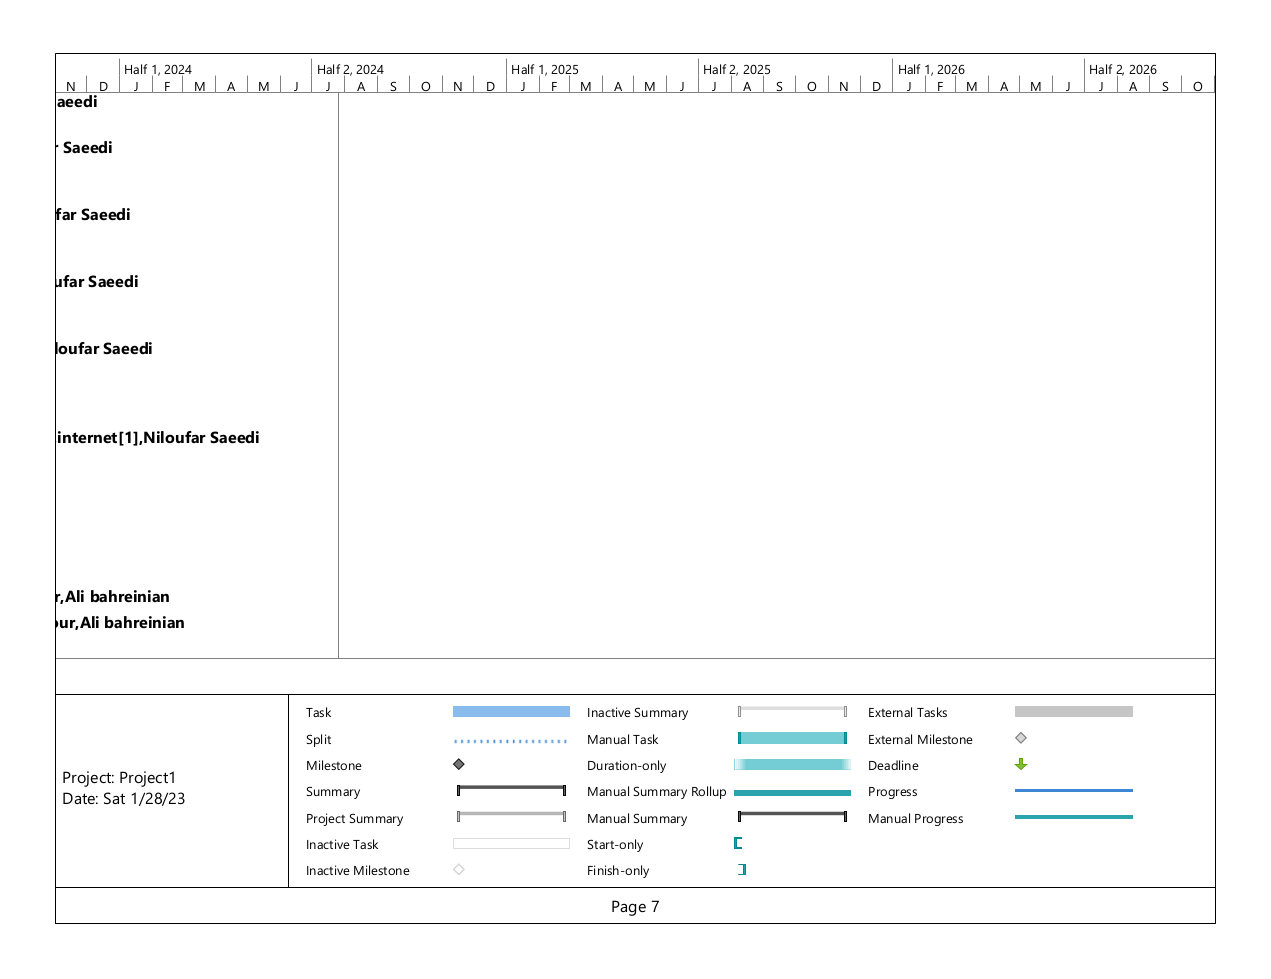 Half 1, 2024 Half 2, 2024 Half 1, 2025 Half 2, 2025 Half 1, 2026 Half 2, 2026
N D J F M A M J J A S O N D J F M A M J J A S O N D J F M A M J J A S O
aeedi
r Saeedi
far Saeedi
ufar Saeedi
loufar Saeedi
internet[1],Niloufar Saeedi
r,Ali bahreinian
our,Ali bahreinian
Project: Project1
Date: Sat 1/28/23
Task
Split
Milestone
Summary
Project Summary
Inactive Task
Inactive Milestone
Inactive Summary
Manual Task
Duration-only
Manual Summary Rollup
Manual Summary
Start-only
Finish-only
External Tasks
External Milestone
Deadline
Progress
Manual Progress
Page 7